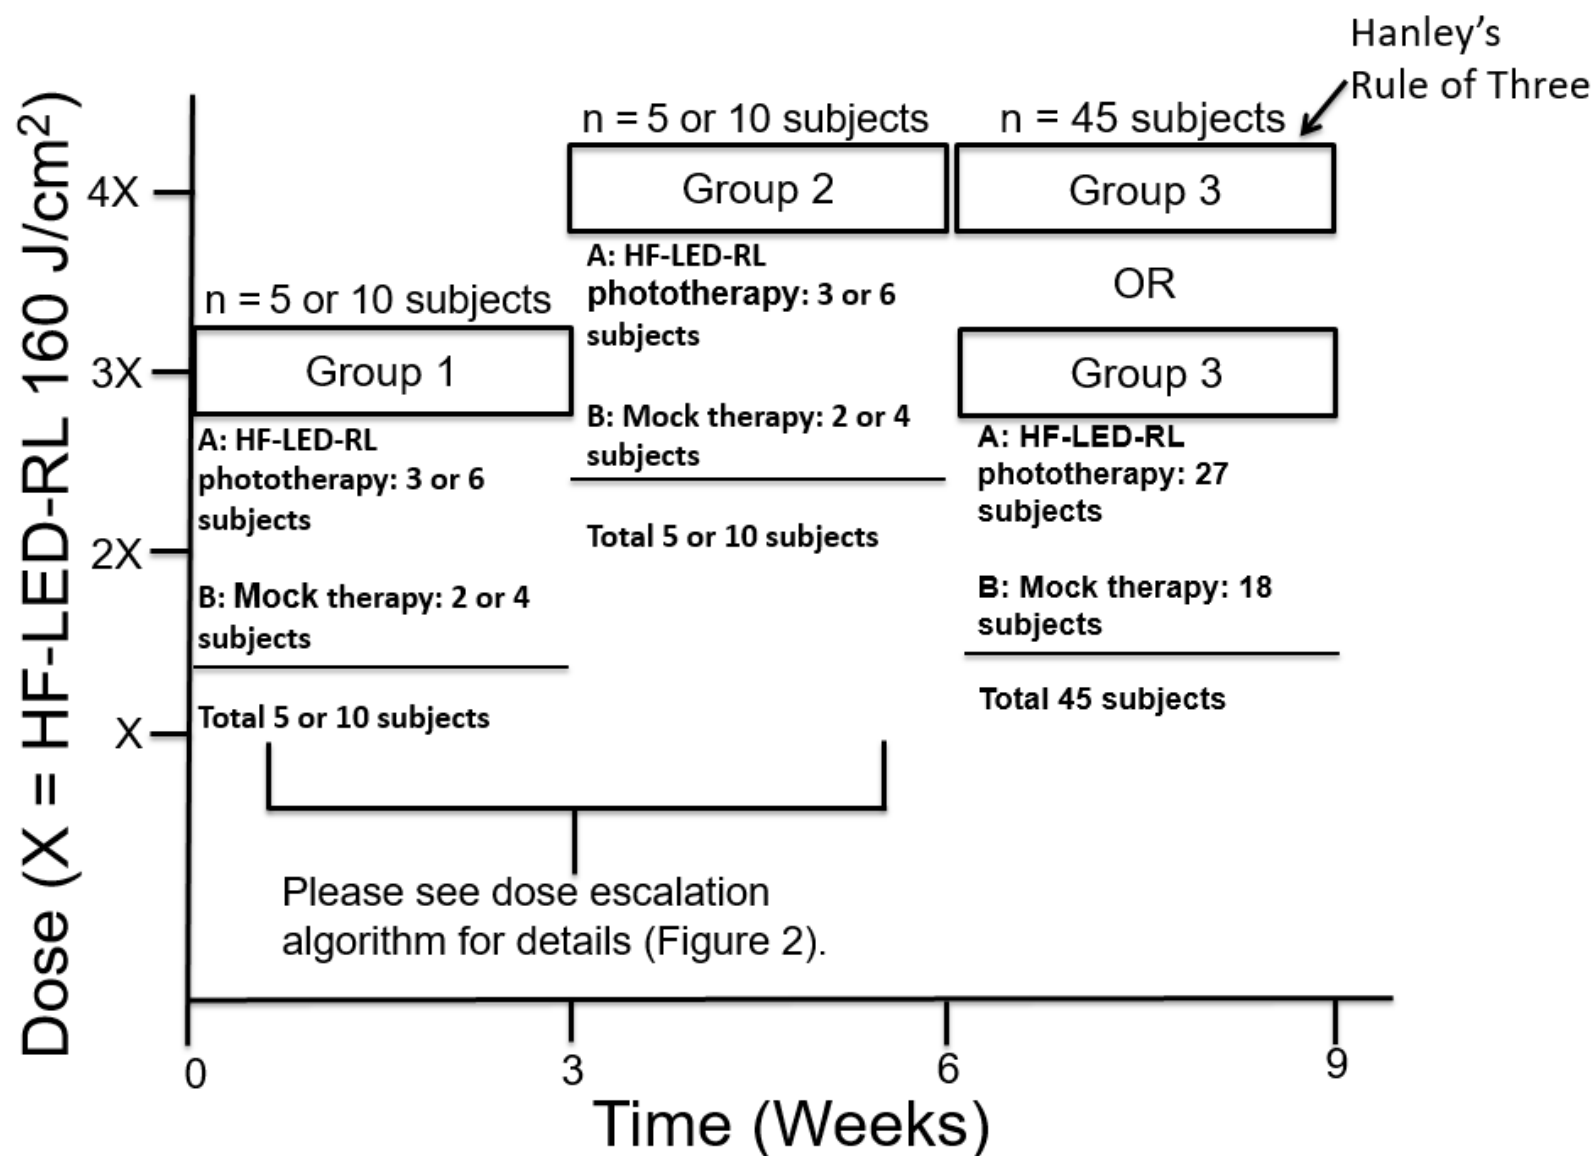 Hanley’s
Rule of Three
Dose (X = HF-LED-RL 160 J/cm²)
4X
3X
2X
X
n = 5 or 10 subjects
Group 1
A: HF-LED-RL
phototherapy: 3 or 6
subjects
B: Mock therapy: 2 or 4
subjects
Total 5 or 10 subjects
n = 5 or 10 subjects
Group 2
A: HF-LED-RL
phototherapy: 3 or 6
subjects
B: Mock therapy: 2 or 4
subjects
Total 5 or 10 subjects
n = 45 subjects
Group 3
OR
Group 3
A: HF-LED-RL
phototherapy: 27
subjects
B: Mock therapy: 18
subjects
Total 45 subjects
Please see dose escalation
algorithm for details (Figure 2).
0
3
6
9
Time (Weeks)